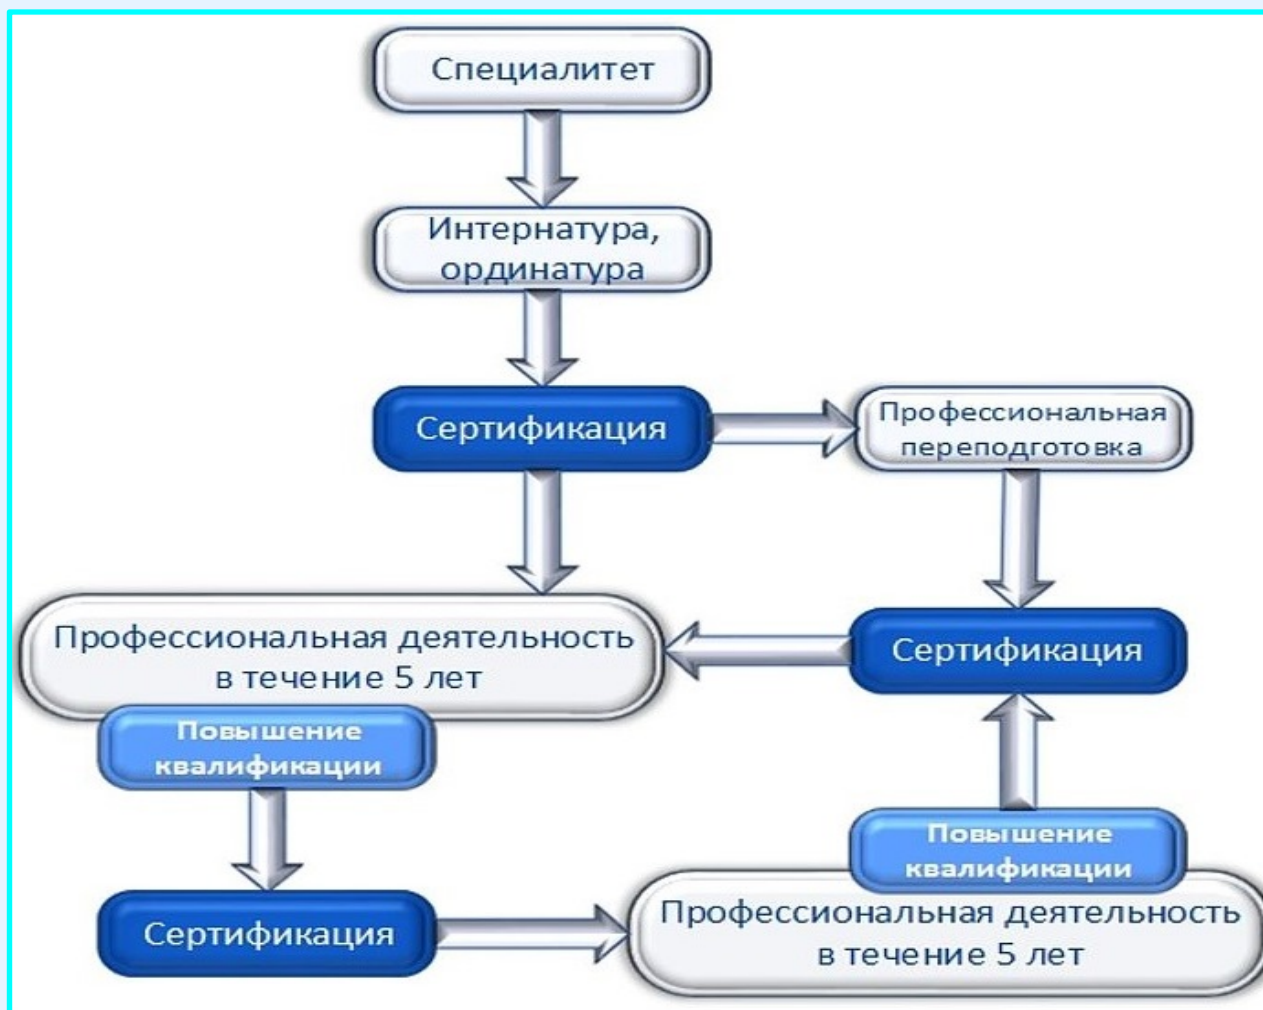 Специалитет
Интернатура,
ординатура
Сертификация
Профессиональная
переподготовка
Профессиональная деятельность
в течение 5 лет
Сертификация
Повышение
квалификации
Повышение
квалификации
Сертификация
Профессиональная деятельность
в течение 5 лет